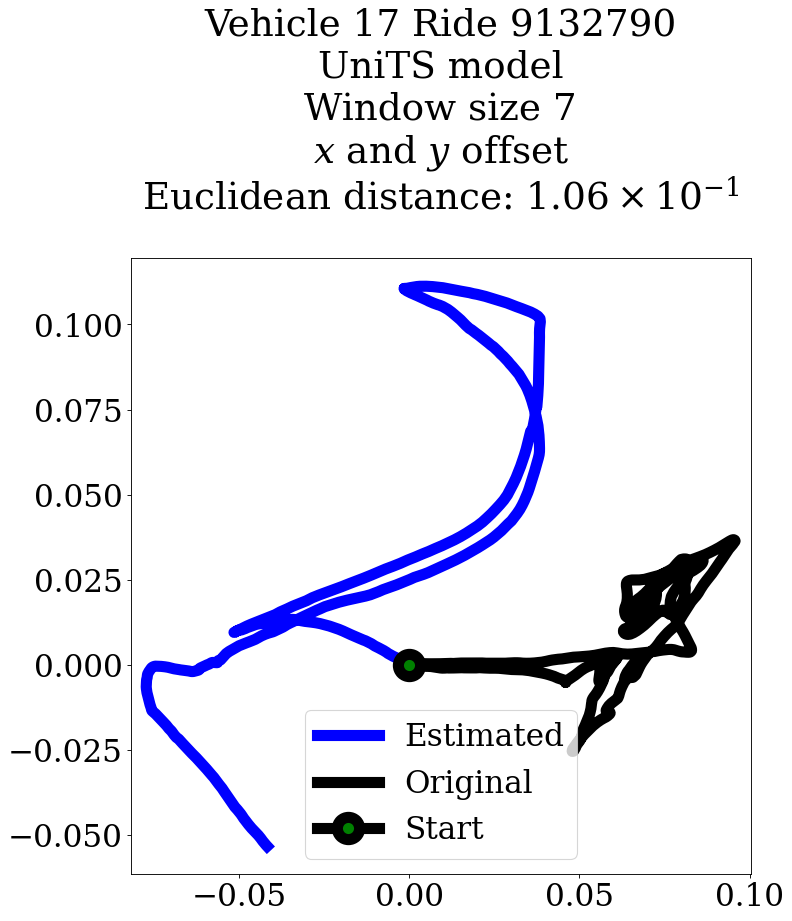 Vehicle 17 Ride 9132790
UniTS model
Window size 7
x and y offset
Euclidean distance: 1.06 × 10⁻¹
0.100
0.075
0.050
0.025
0.000
−0.025
−0.050
Estimated
Original
Start
−0.05 0.00 0.05 0.10